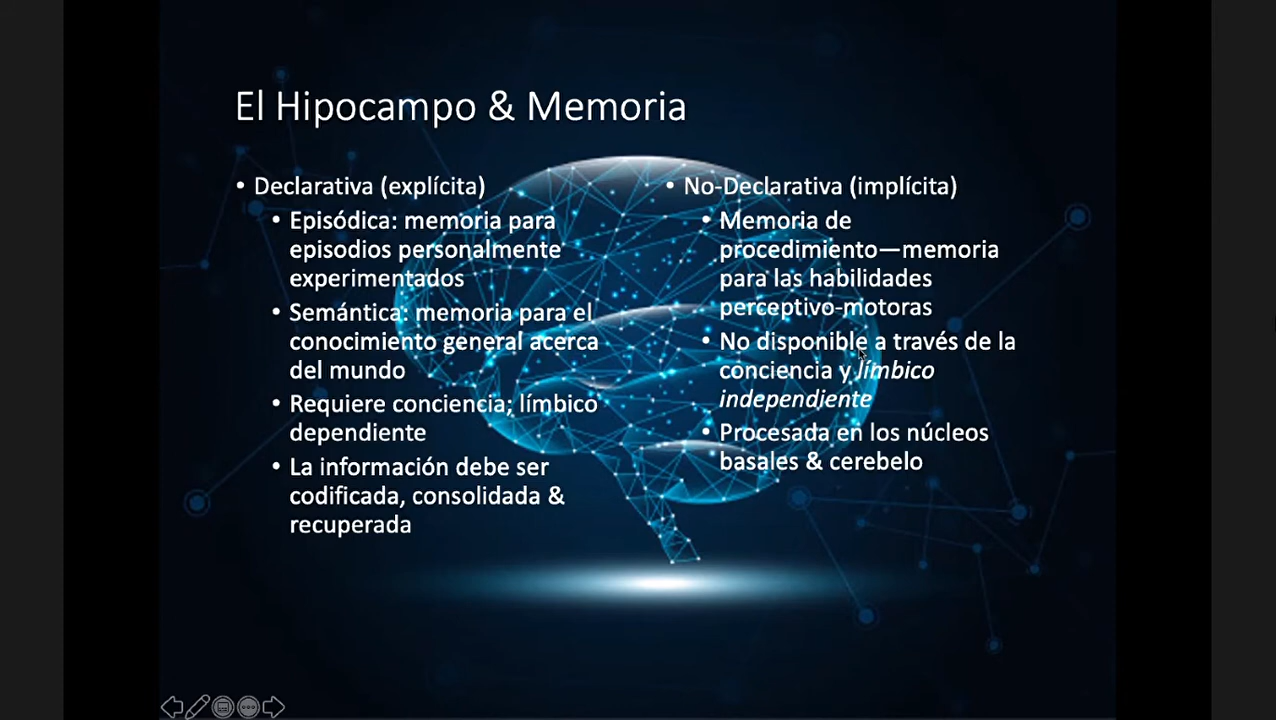 El Hipocampo & Memoria
• Declarativa (explícita)
• Episódica: memoria para
episodios personalmente
experimentados
• Semántica: memoria para el
conocimiento general acerca
del mundo
• Requiere conciencia; límbico
dependiente
• La información debe ser
codificada, consolidada &
recuperada
• No-Declarativa (implícita)
• Memoria de
procedimiento—memoria
para las habilidades
perceptivo-motoras
• No disponible a través de la
conciencia y límbico
independiente
• Procesada en los núcleos
basales & cerebelo